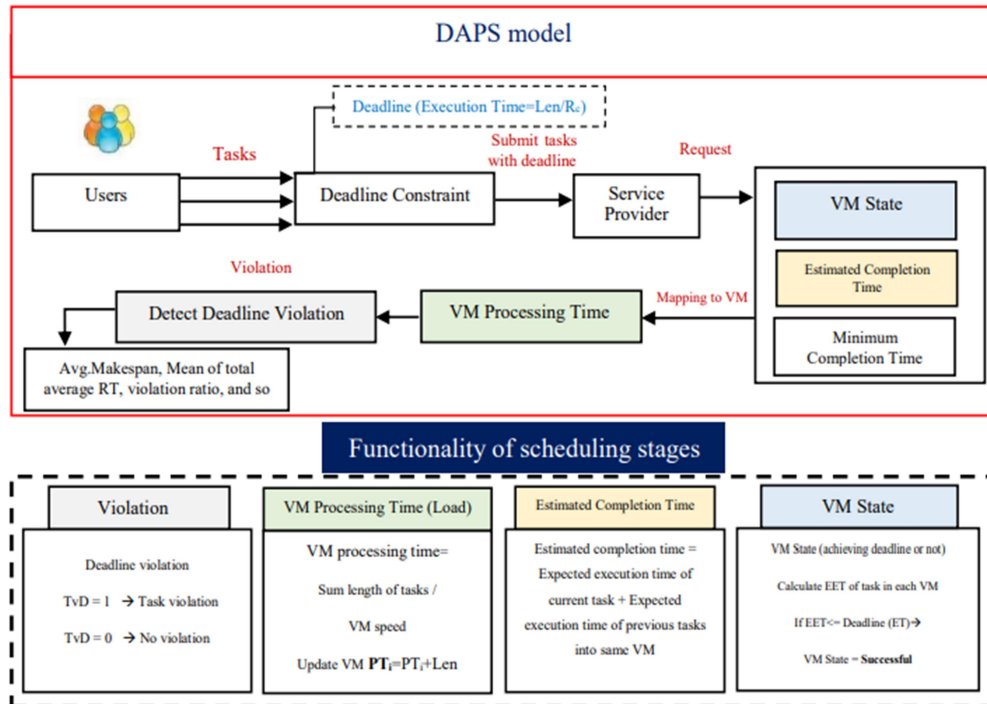 DAPS model
Deadline (Execution Time=Len/Rc)
Tasks
Submit tasks
with deadline
Request
Users
Deadline Constraint
Service
Provider
VM State
Estimated Completion
Time
Minimum
Completion Time
Violation
Mapping to VM
Detect Deadline Violation
VM Processing Time
Avg.Makespan, Mean of total
average RT, violation ratio, and so
Functionality of scheduling stages
Violation
Deadline violation
TvD = 1 → Task violation
TvD = 0 → No violation
VM Processing Time (Load)
VM processing time=
Sum length of tasks /
VM speed
Update VM PTi=PTi+Len
Estimated Completion Time
Estimated completion time =
Expected execution time of
current task + Expected
execution time of previous tasks
into same VM
VM State
VM State (achieving deadline or not)
Calculate EET of task in each VM
If EET<= Deadline (ET)→
VM State = Successful